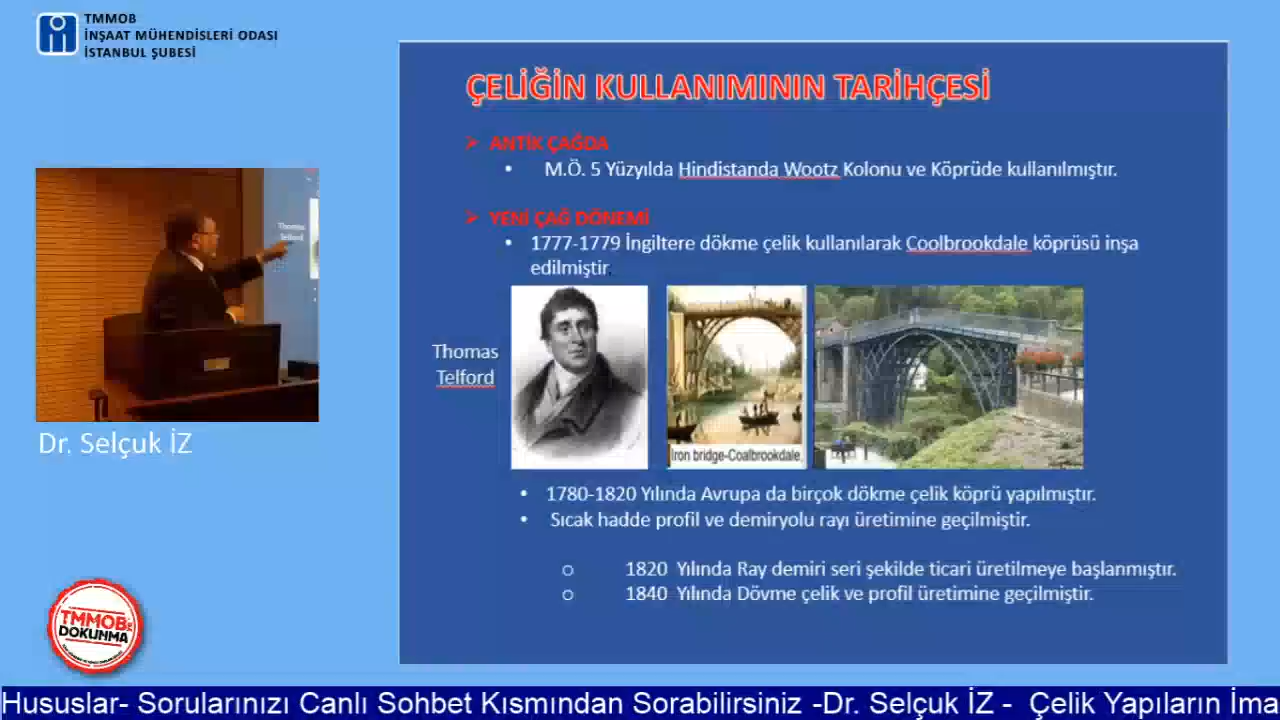 TMMOB
İNŞAAT MÜHENDİSLERİ ODASI
İSTANBUL ŞUBESİ
ÇELİĞİN KULLANIMININ TARİHÇESİ
➢ ANTİK ÇAĞDA
• M.Ö. 5 Yüzyılda Hindistanda Wootz Kolonu ve Köprüde kullanılmıştır.
➢ YENİ ÇAĞ DÖNEMİ
• 1777-1779 İngiltere dökme çelik kullanılarak Coolbrookdale köprüsü inşa
edilmiştir.
Thomas
Telford
Iron bridge-Coalbrookdale
• 1780-1820 Yılında Avrupa da birçok dökme çelik köprü yapılmıştır.
• Sıcak hadde profil ve demiryolu rayı üretimine geçilmiştir.
o 1820 Yılında Ray demiri seri şekilde ticari üretilmeye başlanmıştır.
o 1840 Yılında Dövme çelik ve profil üretimine geçilmiştir.
Thomas
Telford
Dr. Selçuk İZ
TMMOB'ye
DOKUNMA
Hususlar- Sorularınızı Canlı Sohbet Kısmından Sorabilirsiniz -Dr. Selçuk İZ - Çelik Yapıların İma